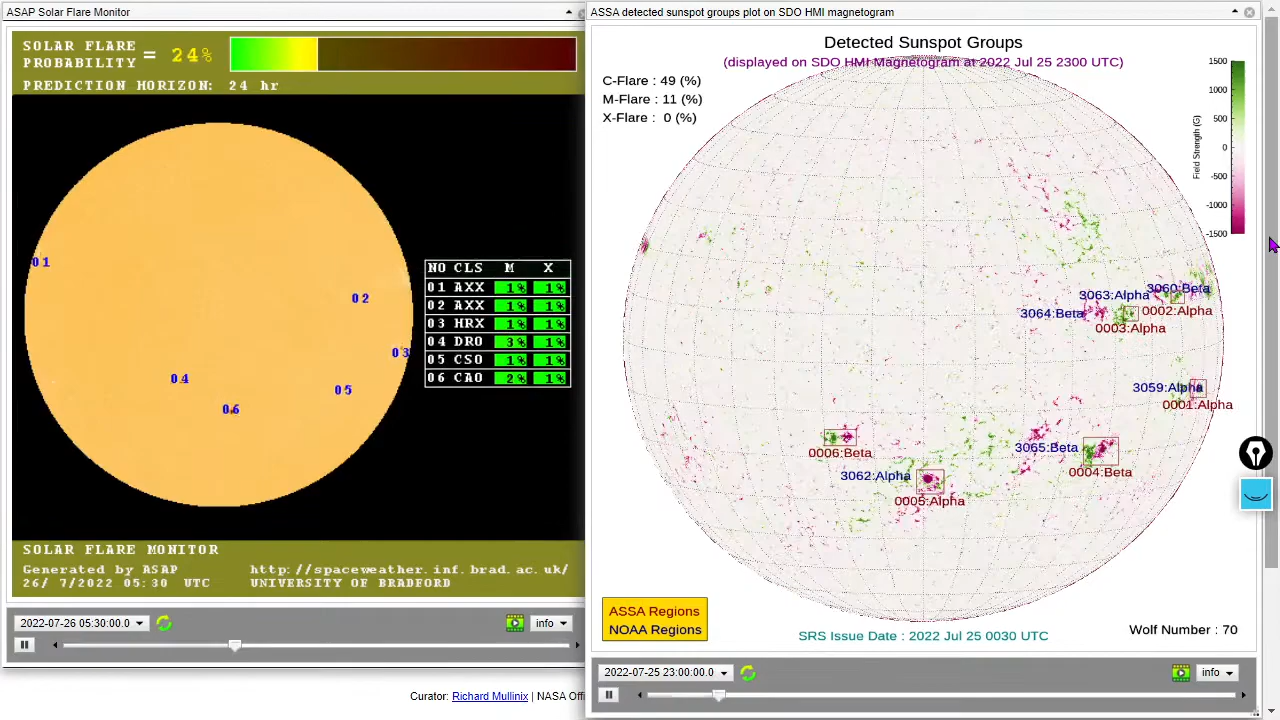 ASAP Solar Flare Monitor
SOLAR FLARE
PROBABILITY = 24%
PREDICTION HORIZON: 24 hr
01
02
03
04
05
06
NO CLS M X
01 AXX 1% 1%
02 AXX 1% 1%
03 HRX 1% 1%
04 DRO 3% 1%
05 CSO 1% 1%
06 CAO 2% 1%
SOLAR FLARE MONITOR
Generated by ASAP http://spaceweather.inf.brad.ac.uk/
26/ 7/2022 05:30 UTC UNIVERSITY OF BRADFORD
2022-07-26 05:30:00.0
info
Curator: Richard Mullinix | NASA Offi
ASSA detected sunspot groups plot on SDO HMI magnetogram
Detected Sunspot Groups
(displayed on SDO HMI Magnetogram at 2022 Jul 25 2300 UTC)
C-Flare : 49 (%)
M-Flare : 11 (%)
X-Flare : 0 (%)
1500
1000
500
0
-500
-1000
-1500
Field Strength (G)
3060:Beta
3063:Alpha
0002:Alpha
3064:Beta
0003:Alpha
3059:Alpha
0001:Alpha
0006:Beta
3065:Beta
0004:Beta
3062:Alpha
0005:Alpha
ASSA Regions
NOAA Regions
SRS Issue Date : 2022 Jul 25 0030 UTC
Wolf Number : 70
2022-07-25 23:00:00.0
info